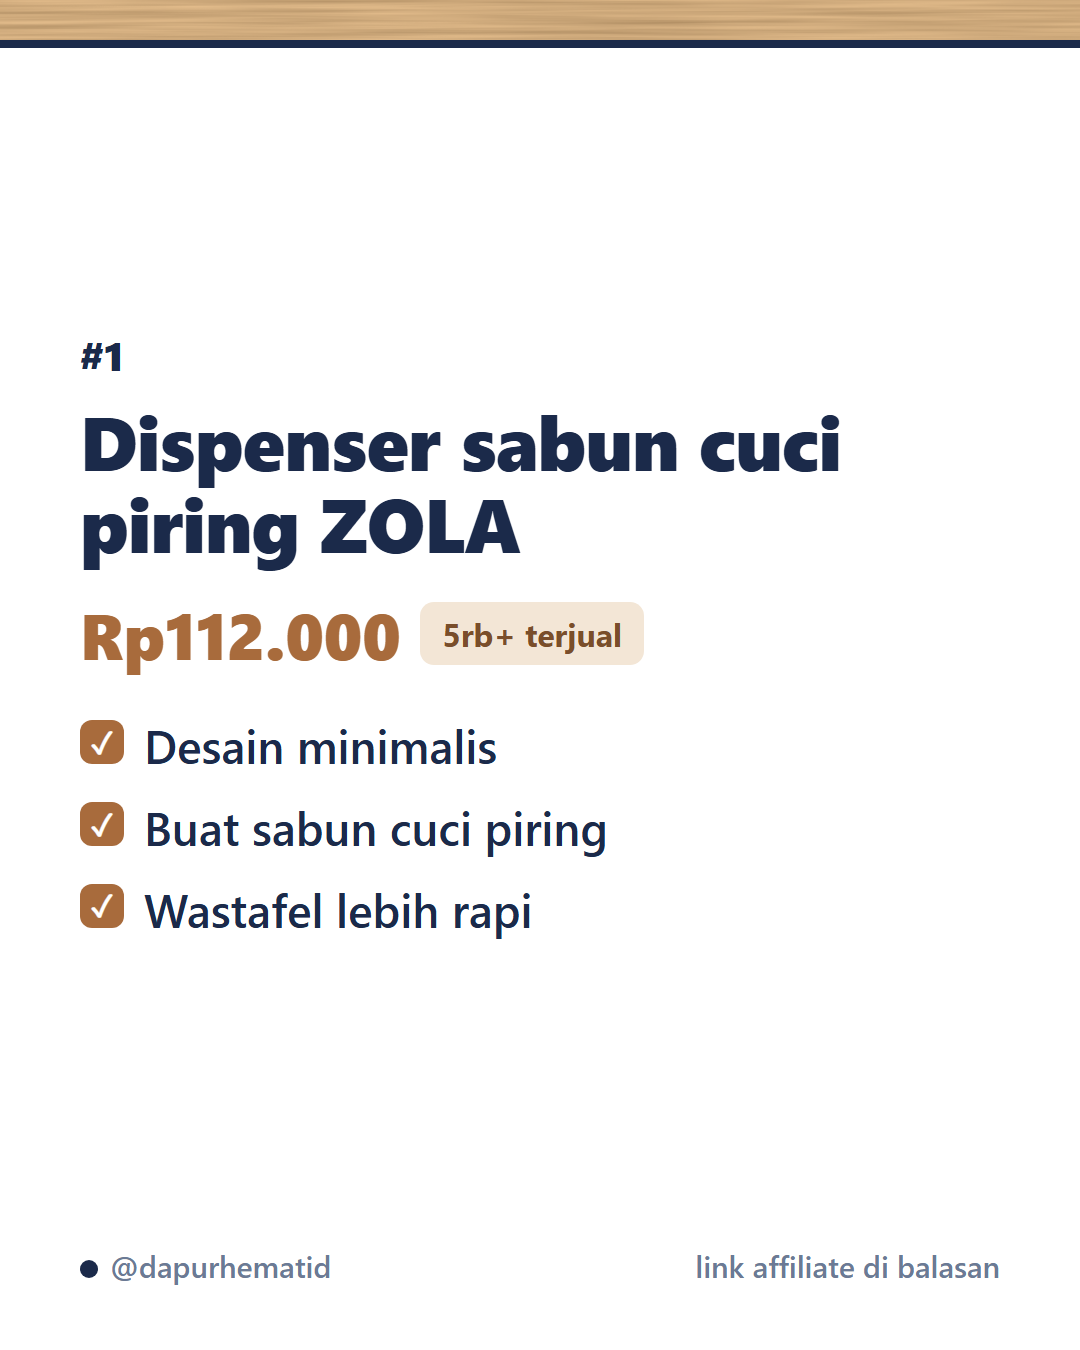 #1
Dispenser sabun cuci
piring ZOLA
Rp112.000 5rb+ terjual
Desain minimalis
Buat sabun cuci piring
Wastafel lebih rapi
@dapurhematid link affiliate di balasan